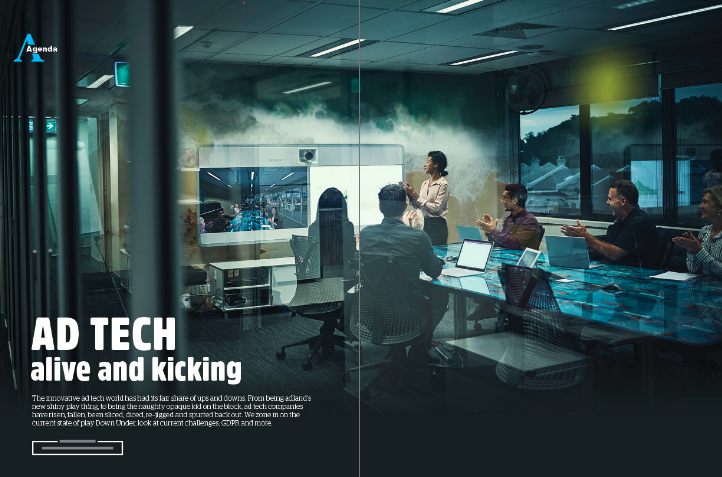 Agenda
AD TECH
alive and kicking
The innovative ad tech world has had its fair share of ups and downs. From being adland's
new shiny play thing, to being the naughty opaque kid on the block, ad tech companies
have risen, fallen, been sliced, diced, re-jigged and spurted back out. We zone in on the
current state of play Down Under, look at current challenges, GDPR and more.